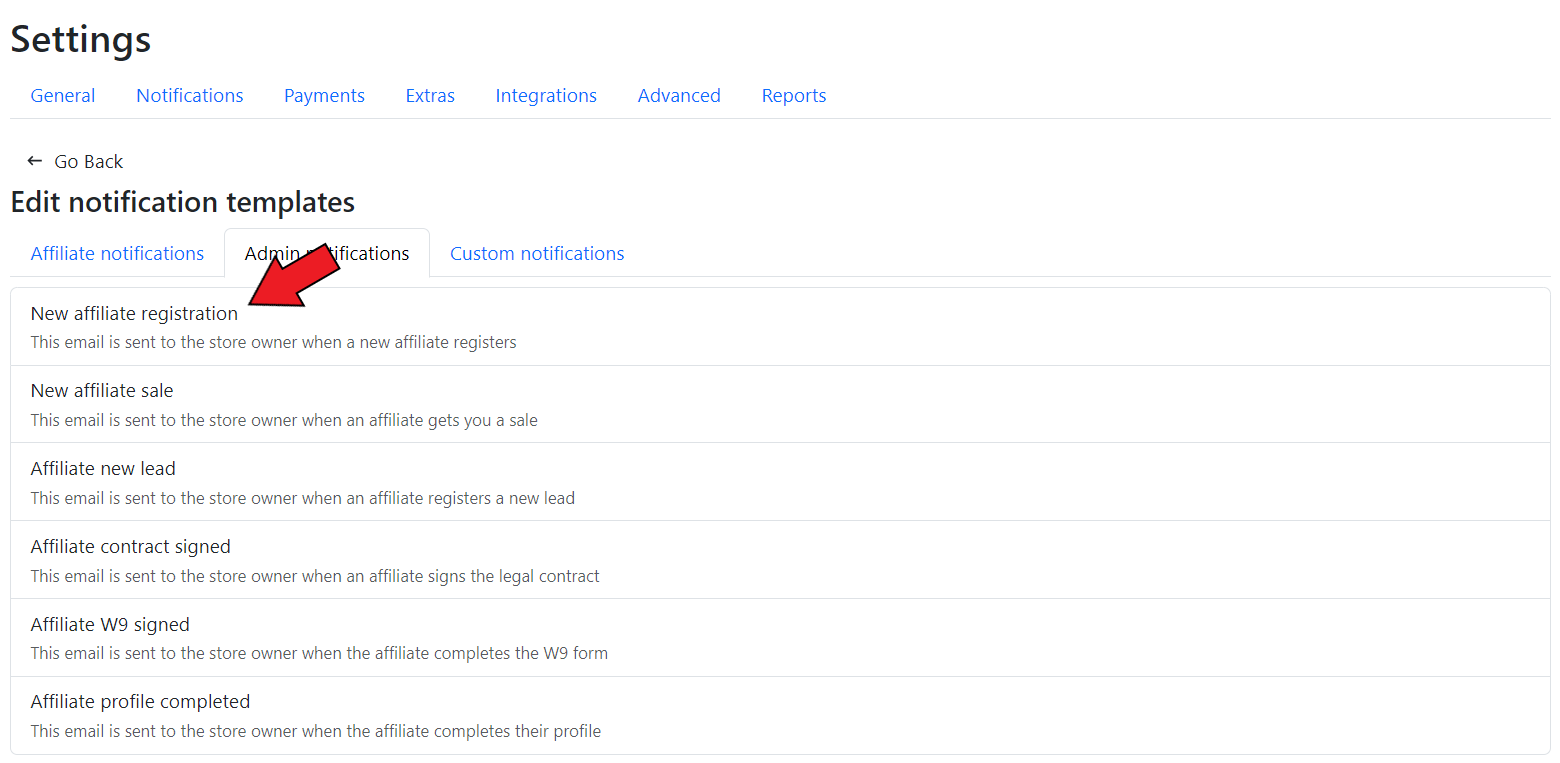 Settings
General Notifications Payments Extras Integrations Advanced Reports
← Go Back
Edit notification templates
Affiliate notifications Admin notifications Custom notifications
New affiliate registration
This email is sent to the store owner when a new affiliate registers
New affiliate sale
This email is sent to the store owner when an affiliate gets you a sale
Affiliate new lead
This email is sent to the store owner when an affiliate registers a new lead
Affiliate contract signed
This email is sent to the store owner when an affiliate signs the legal contract
Affiliate W9 signed
This email is sent to the store owner when the affiliate completes the W9 form
Affiliate profile completed
This email is sent to the store owner when the affiliate completes their profile